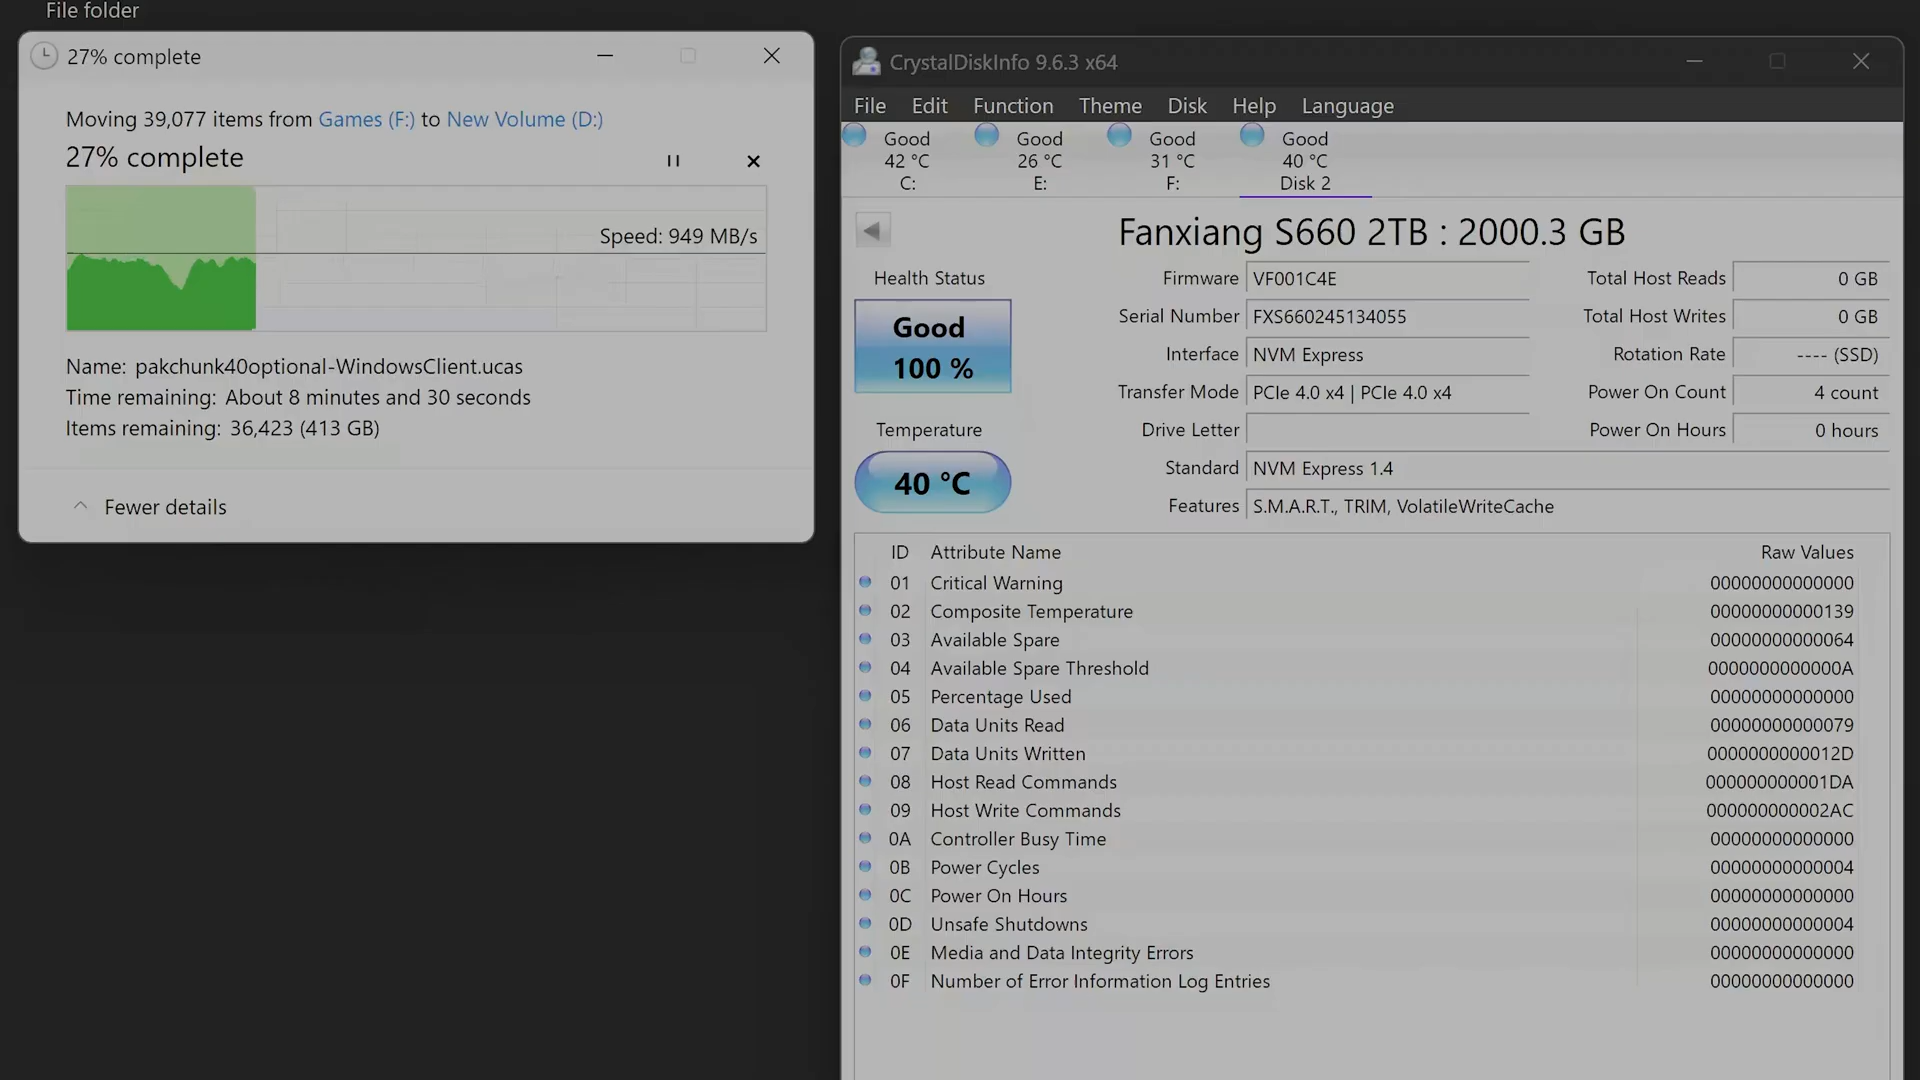 File folder
27% complete
Moving 39,077 items from Games (F:) to New Volume (D:)
27% complete
Speed: 949 MB/s
Name: pakchunk40optional-WindowsClient.ucas
Time remaining: About 8 minutes and 30 seconds
Items remaining: 36,423 (413 GB)
Fewer details
CrystalDiskInfo 9.6.3 x64
File Edit Function Theme Disk Help Language
Good Good Good Good
42 °C 26 °C 31 °C 40 °C
C: E: F: Disk 2
Fanxiang S660 2TB : 2000.3 GB
Health Status
Good
100 %
Temperature
40 °C
Firmware VF001C4E
Serial Number FXS660245134055
Interface NVM Express
Transfer Mode PCIe 4.0 x4 | PCIe 4.0 x4
Drive Letter
Standard NVM Express 1.4
Features S.M.A.R.T., TRIM, VolatileWriteCache
Total Host Reads 0 GB
Total Host Writes 0 GB
Rotation Rate ---- (SSD)
Power On Count 4 count
Power On Hours 0 hours
ID Attribute Name Raw Values
01 Critical Warning 00000000000000
02 Composite Temperature 00000000000139
03 Available Spare 00000000000064
04 Available Spare Threshold 0000000000000A
05 Percentage Used 00000000000000
06 Data Units Read 00000000000079
07 Data Units Written 0000000000012D
08 Host Read Commands 000000000001DA
09 Host Write Commands 000000000002AC
0A Controller Busy Time 00000000000000
0B Power Cycles 00000000000004
0C Power On Hours 00000000000000
0D Unsafe Shutdowns 00000000000004
0E Media and Data Integrity Errors 00000000000000
0F Number of Error Information Log Entries 00000000000000